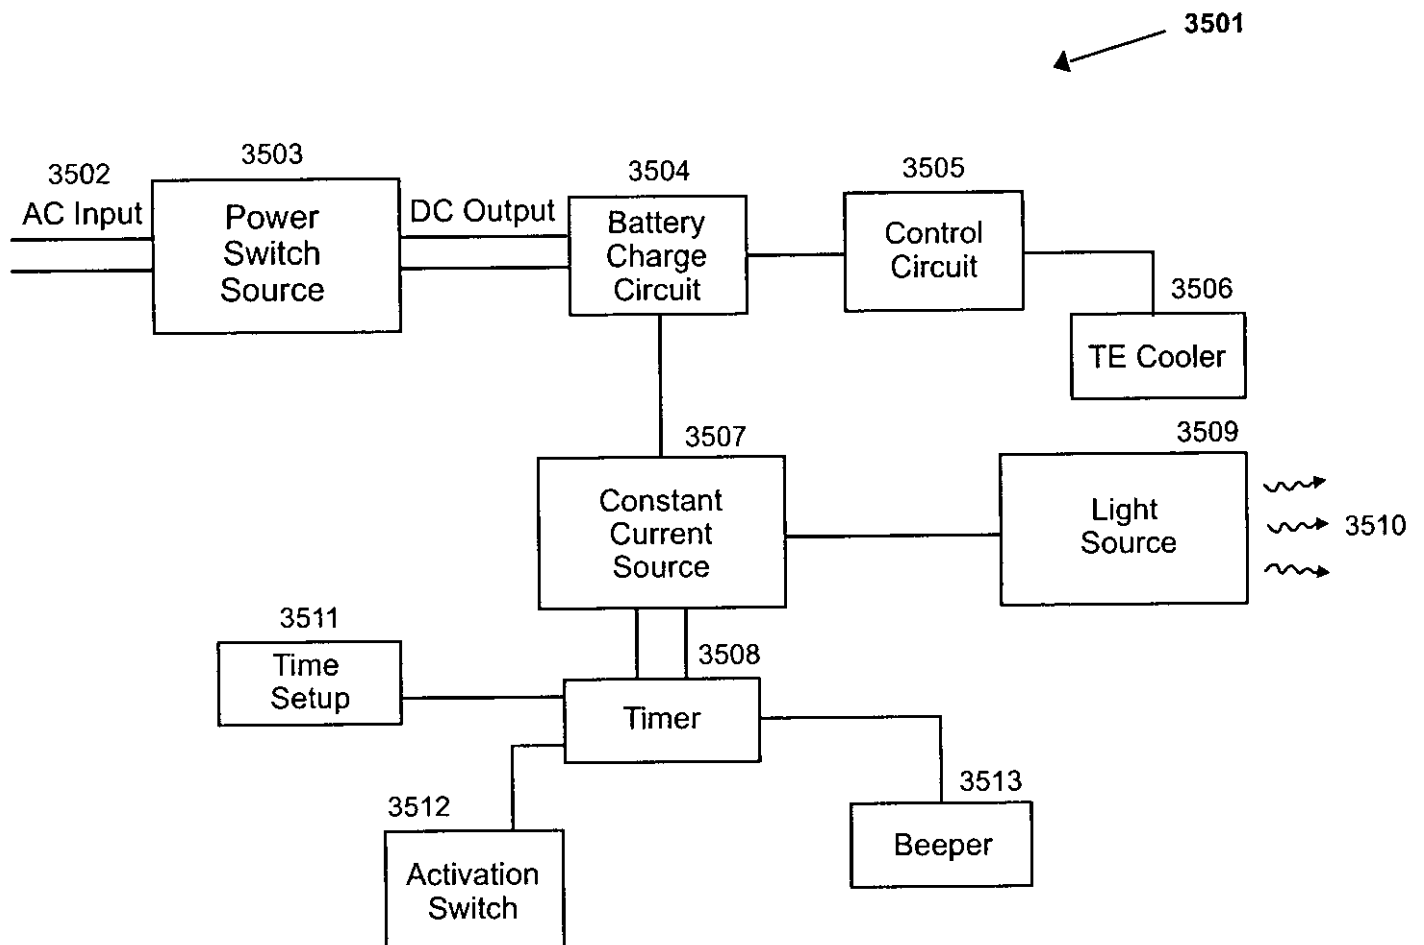 3501
3502
AC Input
3503
Power
Switch
Source
DC Output
3504
Battery
Charge
Circuit
3505
Control
Circuit
3506
TE Cooler
3507
Constant
Current
Source
3509
Light
Source
3510
3511
Time
Setup
3508
Timer
3512
Activation
Switch
3513
Beeper